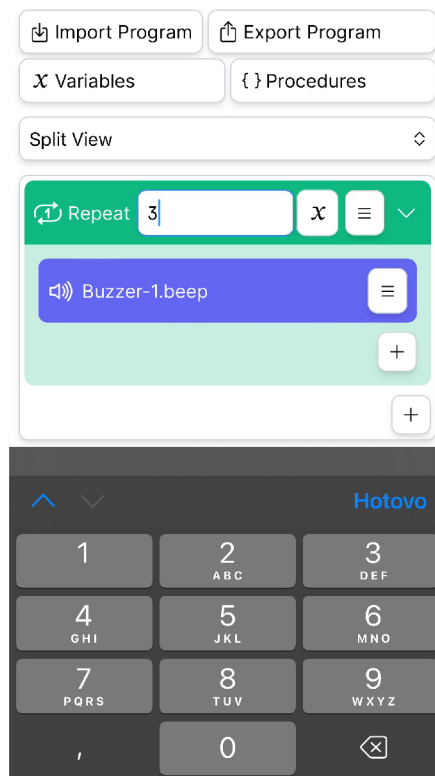 Import Program Export Program
x Variables { } Procedures
Split View
1 Repeat 3 x
Buzzer-1.beep
+
+
Hotovo
1 2 3
ABC DEF
4 5 6
GHI JKL MNO
7 8 9
PQRS TUV WXYZ
, 0